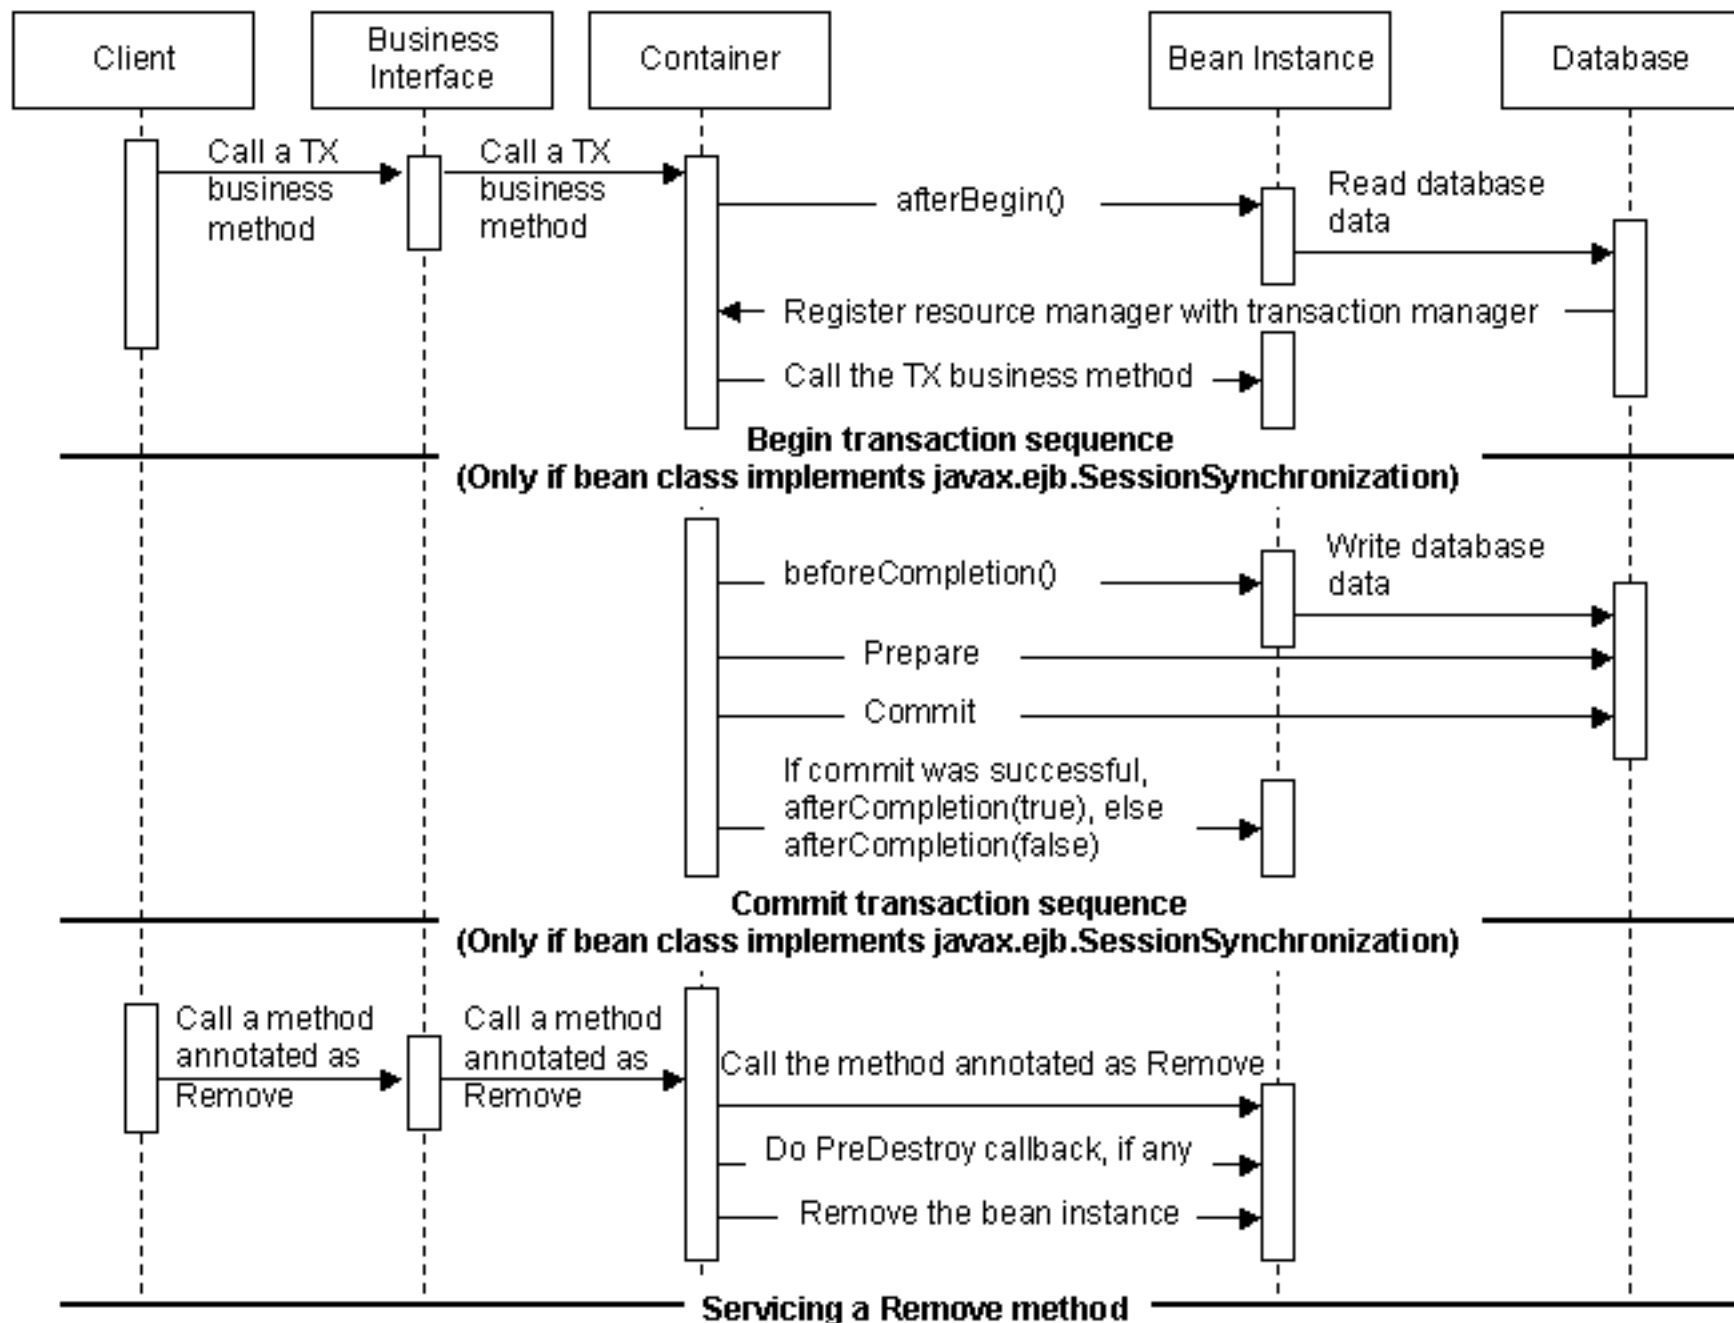 Client
Business
Interface
Container
Bean Instance
Database
Call a TX
business
method
Call a TX
business
method
afterBegin()
Read database
data
Register resource manager with transaction manager
Call the TX business method
Begin transaction sequence
(Only if bean class implements javax.ejb.SessionSynchronization)
beforeCompletion()
Write database
data
Prepare
Commit
If commit was successful,
afterCompletion(true), else
afterCompletion(false)
Commit transaction sequence
(Only if bean class implements javax.ejb.SessionSynchronization)
Call a method
annotated as
Remove
Call a method
annotated as
Remove
Call the method annotated as Remove
Do PreDestroy callback, if any
Remove the bean instance
Servicing a Remove method